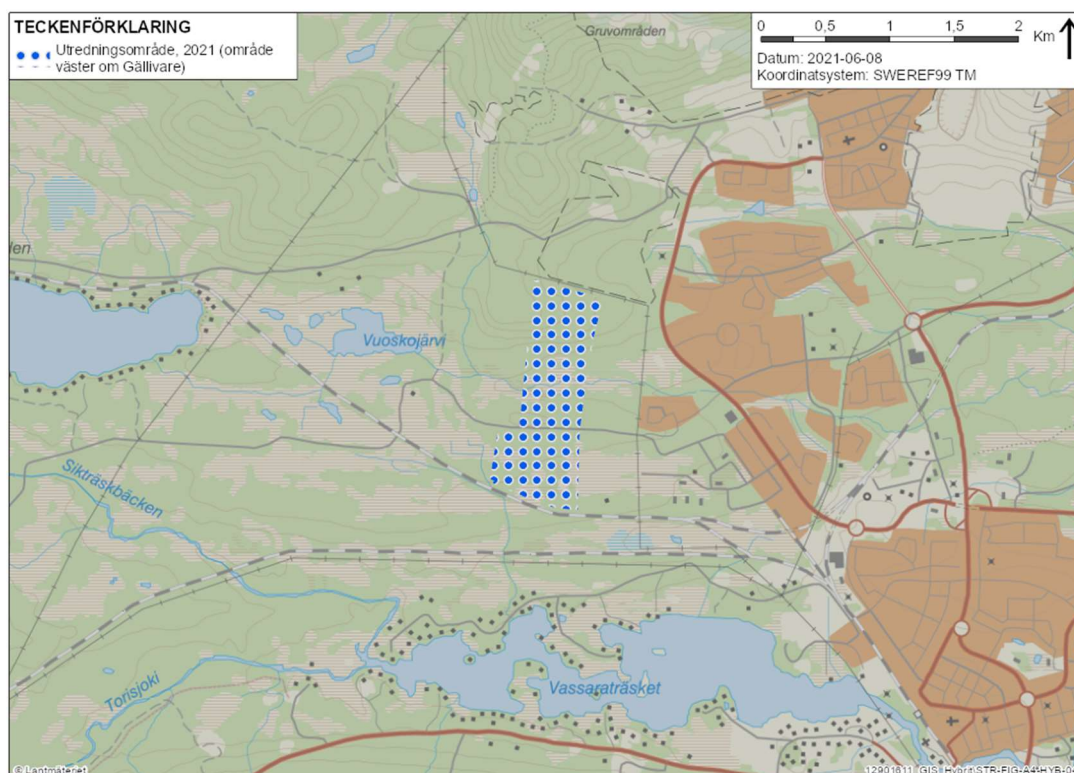 TECKENFÖRKLARING
Utredningsområde, 2021 (område
väster om Gällivare)
Gruvområden
0 0,5 1 1,5 2 Km
Datum: 2021-06-08
Koordinatsystem: SWEREF99 TM
den
Vuoskojärvi
Sikträskbäcken
Torisjoki
Vassaraträsket
© Lantmäteriet